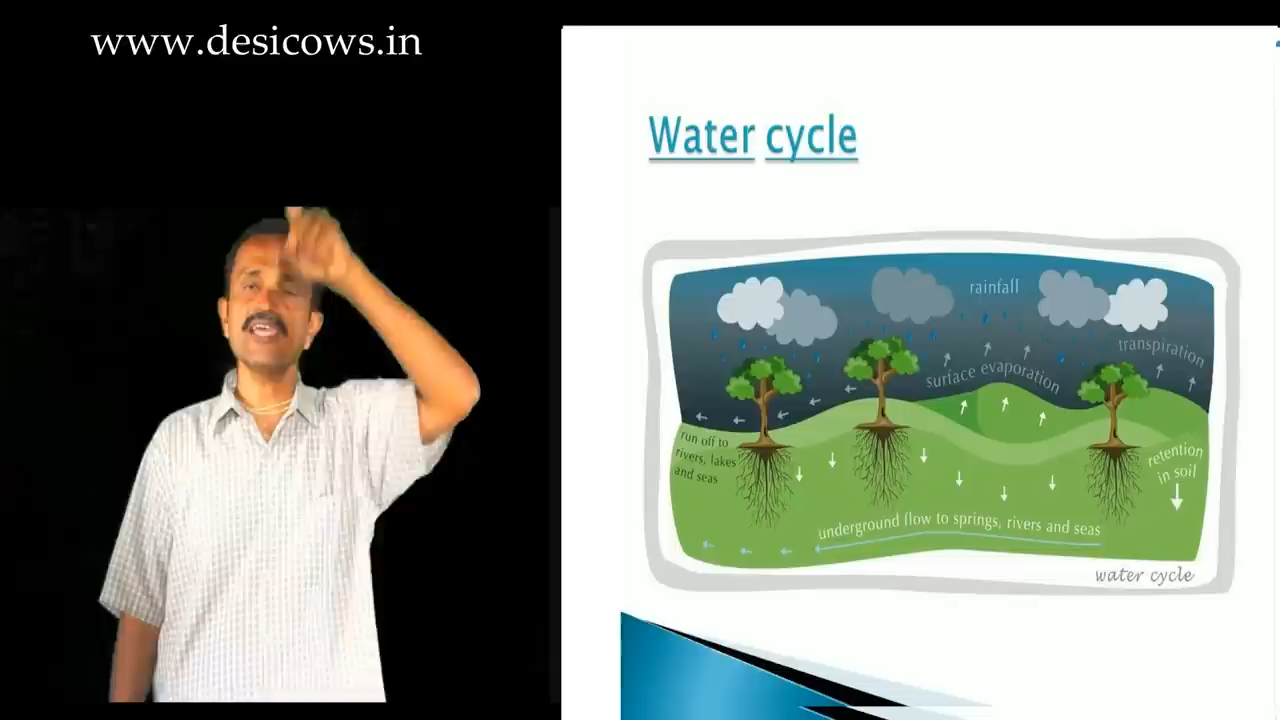 www.desicows.in
Water cycle
rainfall
transpiration
surface evaporation
run off to
rivers, lakes
and seas
retention
in soil
underground flow to springs, rivers and seas
water cycle